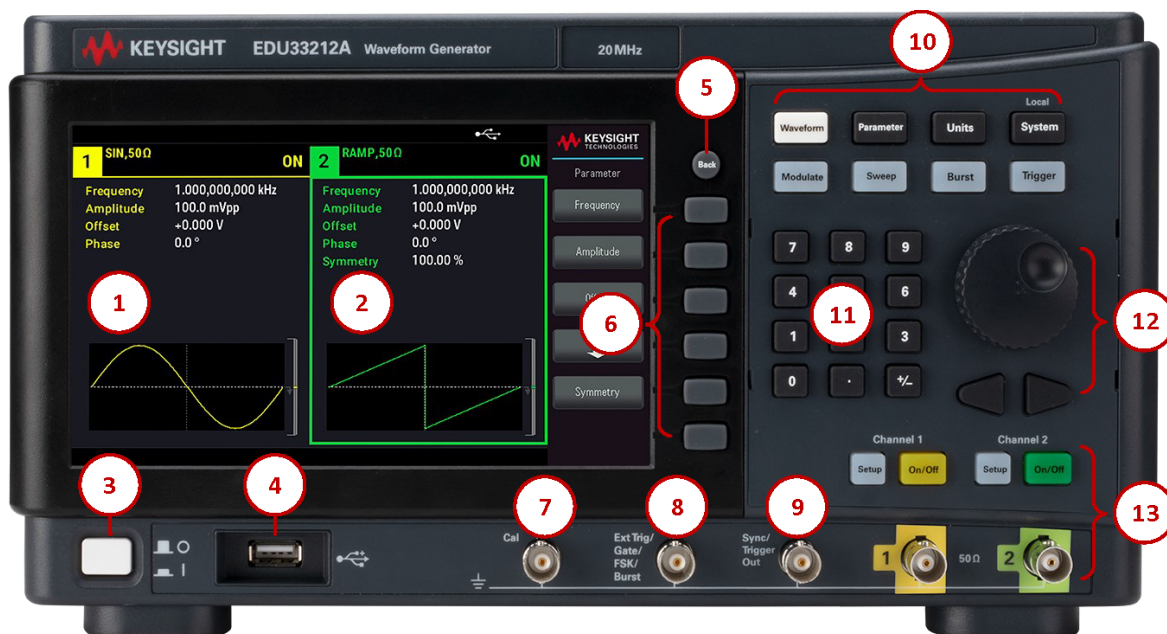 KEYSIGHT EDU33212A Waveform Generator 20 MHz
10
5
Local
Waveform Parameter Units System
Modulate Sweep Burst Trigger
KEYSIGHT
TECHNOLOGIES
Back
1 SIN,50Ω ON
Frequency 1.000,000,000 kHz
Amplitude 100.0 mVpp
Offset +0.000 V
Phase 0.0 °
1
2 RAMP,50Ω ON
Frequency 1.000,000,000 kHz
Amplitude 100.0 mVpp
Offset +0.000 V
Phase 0.0 °
Symmetry 100.00 %
2
Parameter
Frequency
Amplitude
Symmetry
6
7 8 9
4 6
11
1 3
0 . +/−
12
Channel 1 Channel 2
Setup On/Off Setup On/Off
13
3
4
7
8
9
Cal
Ext Trig/
Gate/
FSK/
Burst
Sync/
Trigger
Out
1 50Ω 2